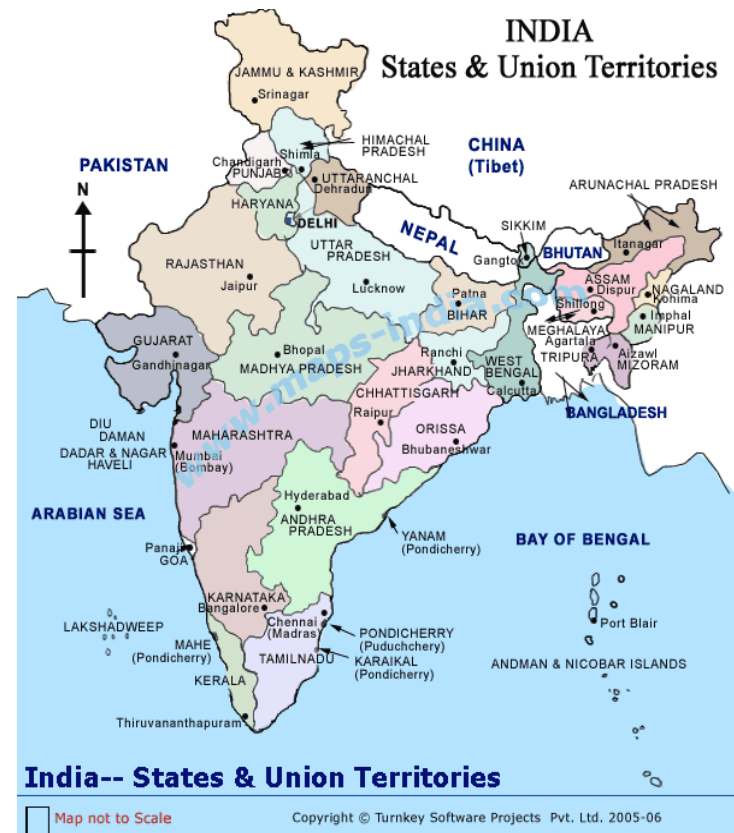 INDIA
States & Union Territories
JAMMU & KASHMIR
Srinagar
HIMACHAL
PRADESH
CHINA
(Tibet)
PAKISTAN
Chandigarh
Shimla
PUNJAB
UTTARANCHAL
Dehradun
ARUNACHAL PRADESH
N
HARYANA
DELHI
NEPAL
SIKKIM
Gangtok
BHUTAN
Itanagar
UTTAR
PRADESH
RAJASTHAN
Jaipur
Lucknow
Patna
BIHAR
ASSAM
Dispur
NAGALAND
Kohima
Shillong
Imphal
MEGHALAYA
MANIPUR
Agartala
TRIPURA
Aizawl
MIZORAM
GUJARAT
Gandhinagar
Bhopal
MADHYA PRADESH
Ranchi
JHARKHAND
WEST
BENGAL
Calcutta
CHHATTISGARH
Raipur
BANGLADESH
DIU
DAMAN
DADAR & NAGAR
HAVELI
MAHARASHTRA
Mumbai
(Bombay)
ORISSA
Bhubaneshwar
www.maps-india.com
Hyderabad
ANDHRA
PRADESH
ARABIAN SEA
YANAM
(Pondicherry)
BAY OF BENGAL
Panaji
GOA
KARNATAKA
Bangalore
Chennai
(Madras)
LAKSHADWEEP
MAHE
(Pondicherry)
PONDICHERRY
(Puduchchery)
Port Blair
TAMILNADU
KARAIKAL
(Pondicherry)
ANDMAN & NICOBAR ISLANDS
KERALA
Thiruvananthapuram
India-- States & Union Territories
Map not to Scale
Copyright © Turnkey Software Projects Pvt. Ltd. 2005-06